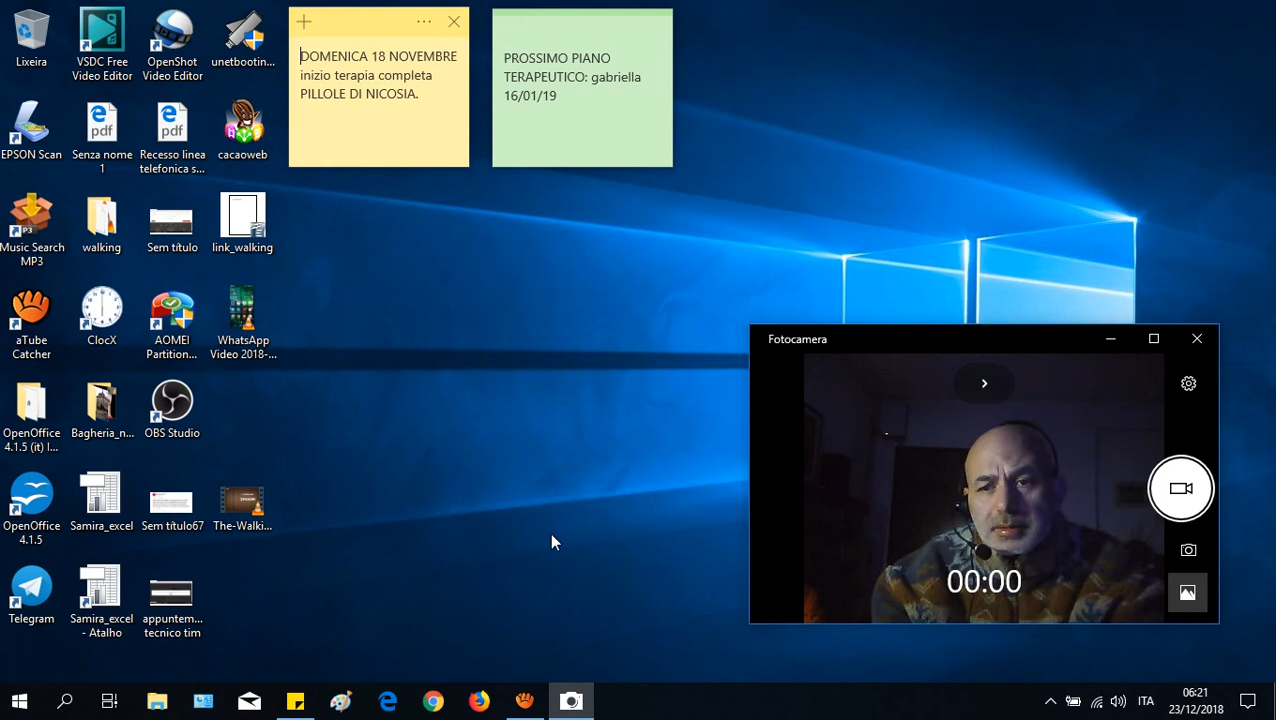 DOMENICA 18 NOVEMBRE
inizio terapia completa
PILLOLE DI NICOSIA.
PROSSIMO PIANO
TERAPEUTICO: gabriella
16/01/19
Lixeira
VSDC Free
Video Editor
OpenShot
Video Editor
unetbootin...
EPSON Scan
pdf
Senza nome
1
pdf
Recesso linea
telefonica s...
cacaoweb
P3
Music Search
MP3
walking
Sem título
link_walking
aTube
Catcher
ClocX
AOMEI
Partition...
WhatsApp
Video 2018-...
OpenOffice
4.1.5 (it) I...
Bagheria_n...
OBS Studio
OpenOffice
4.1.5
Samira_excel
Sem título67
The-Walki...
Telegram
Samira_excel
- Atalho
appuntem...
tecnico tim
Fotocamera
00:00
ITA
06:21
23/12/2018